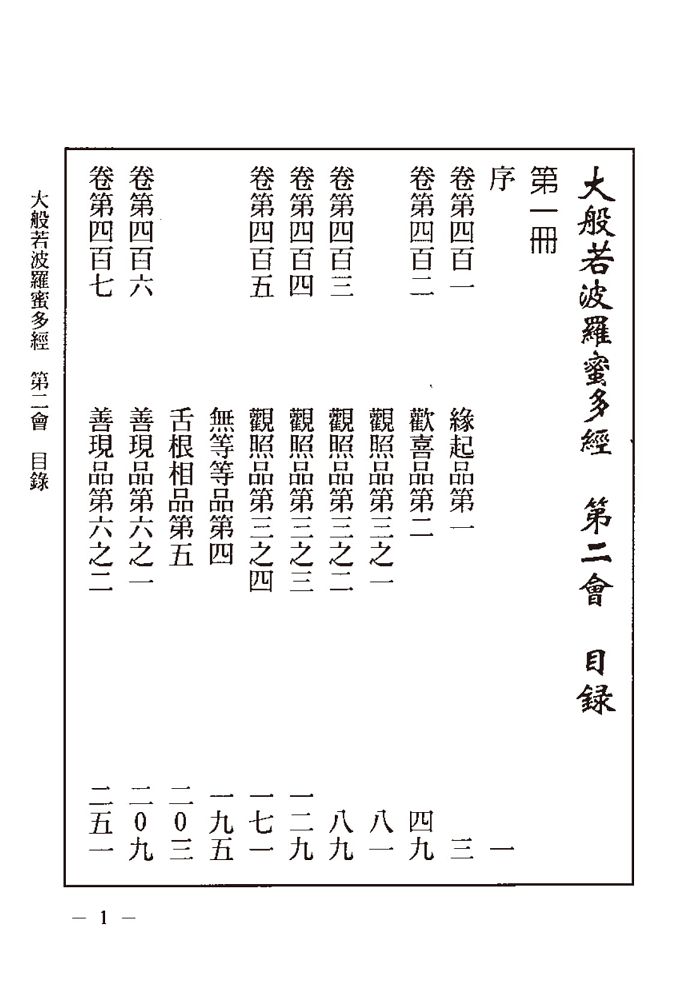 大般若波羅蜜多經 第二會 目錄
第一冊
序 一
卷第四百一 緣起品第一 三
卷第四百二 歡喜品第二 四九
觀照品第三之一 八一
卷第四百三 觀照品第三之二 八九
卷第四百四 觀照品第三之三 一二九
卷第四百五 觀照品第三之四 一七一
無等等品第四 一九五
舌根相品第五 二0三
卷第四百六 善現品第六之一 二0九
卷第四百七 善現品第六之二 二五一
大般若波羅蜜多經 第二會 目錄
— 1 —